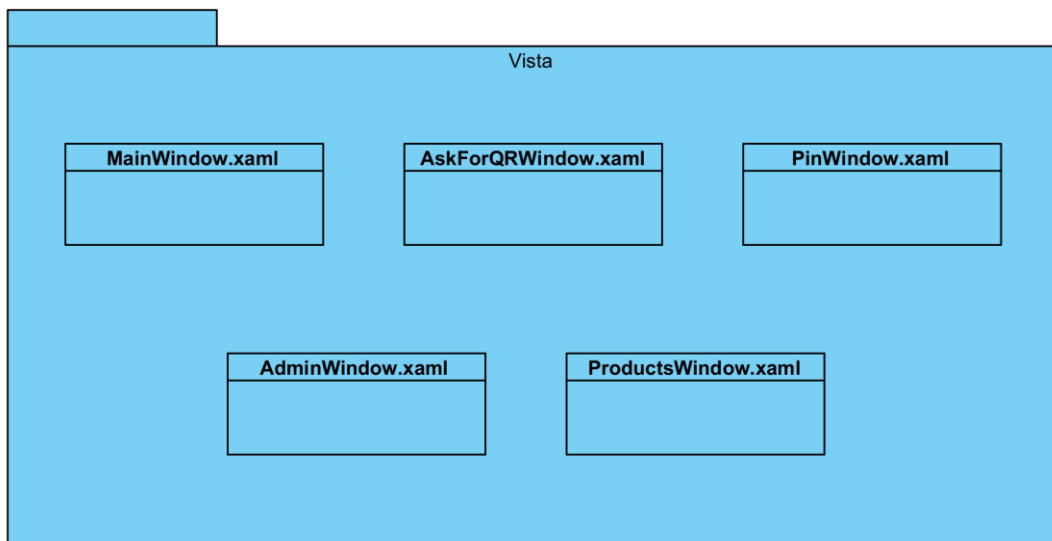 Vista
MainWindow.xaml
AskForQRWindow.xaml
PinWindow.xaml
AdminWindow.xaml
ProductsWindow.xaml